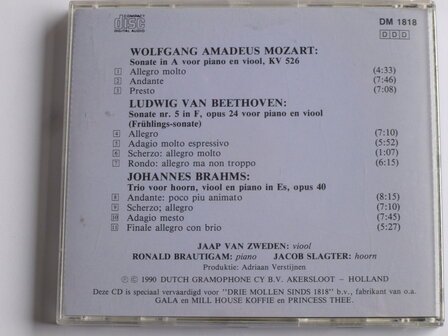 COMPACT
disc
DIGITAL AUDIO
DM 1818
D D D
WOLFGANG AMADEUS MOZART:
Sonate in A voor piano en viool, KV 526
1 Allegro molto (4:33)
2 Andante (7:46)
3 Presto (7:08)
LUDWIG VAN BEETHOVEN:
Sonate nr. 5 in F, opus 24 voor piano en viool
(Frühlings-sonate)
4 Allegro (7:10)
5 Adagio molto espressivo (5:52)
6 Scherzo: allegro molto (1:07)
7 Rondo: allegro ma non troppo (6:15)
JOHANNES BRAHMS:
Trio voor hoorn, viool en piano in Es, opus 40
8 Andante: poco piu animato (8:15)
9 Scherzo; allegro (7:10)
10 Adagio mesto (7:45)
11 Finale allegro con brio (5:27)
JAAP VAN ZWEDEN: viool
RONALD BRAUTIGAM: piano JACOB SLAGTER: hoorn
Produktie: Adriaan Verstijnen
Ⓟ © 1990 DUTCH GRAMOPHONE CY B.V. AKERSLOOT – HOLLAND
Deze CD is speciaal vervaardigd voor "DRIE MOLLEN SINDS 1818" b.v., fabrikant van o.a.
GALA en MILL HOUSE KOFFIE en PRINCESS THEE.